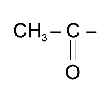 CH₃ – C –
O